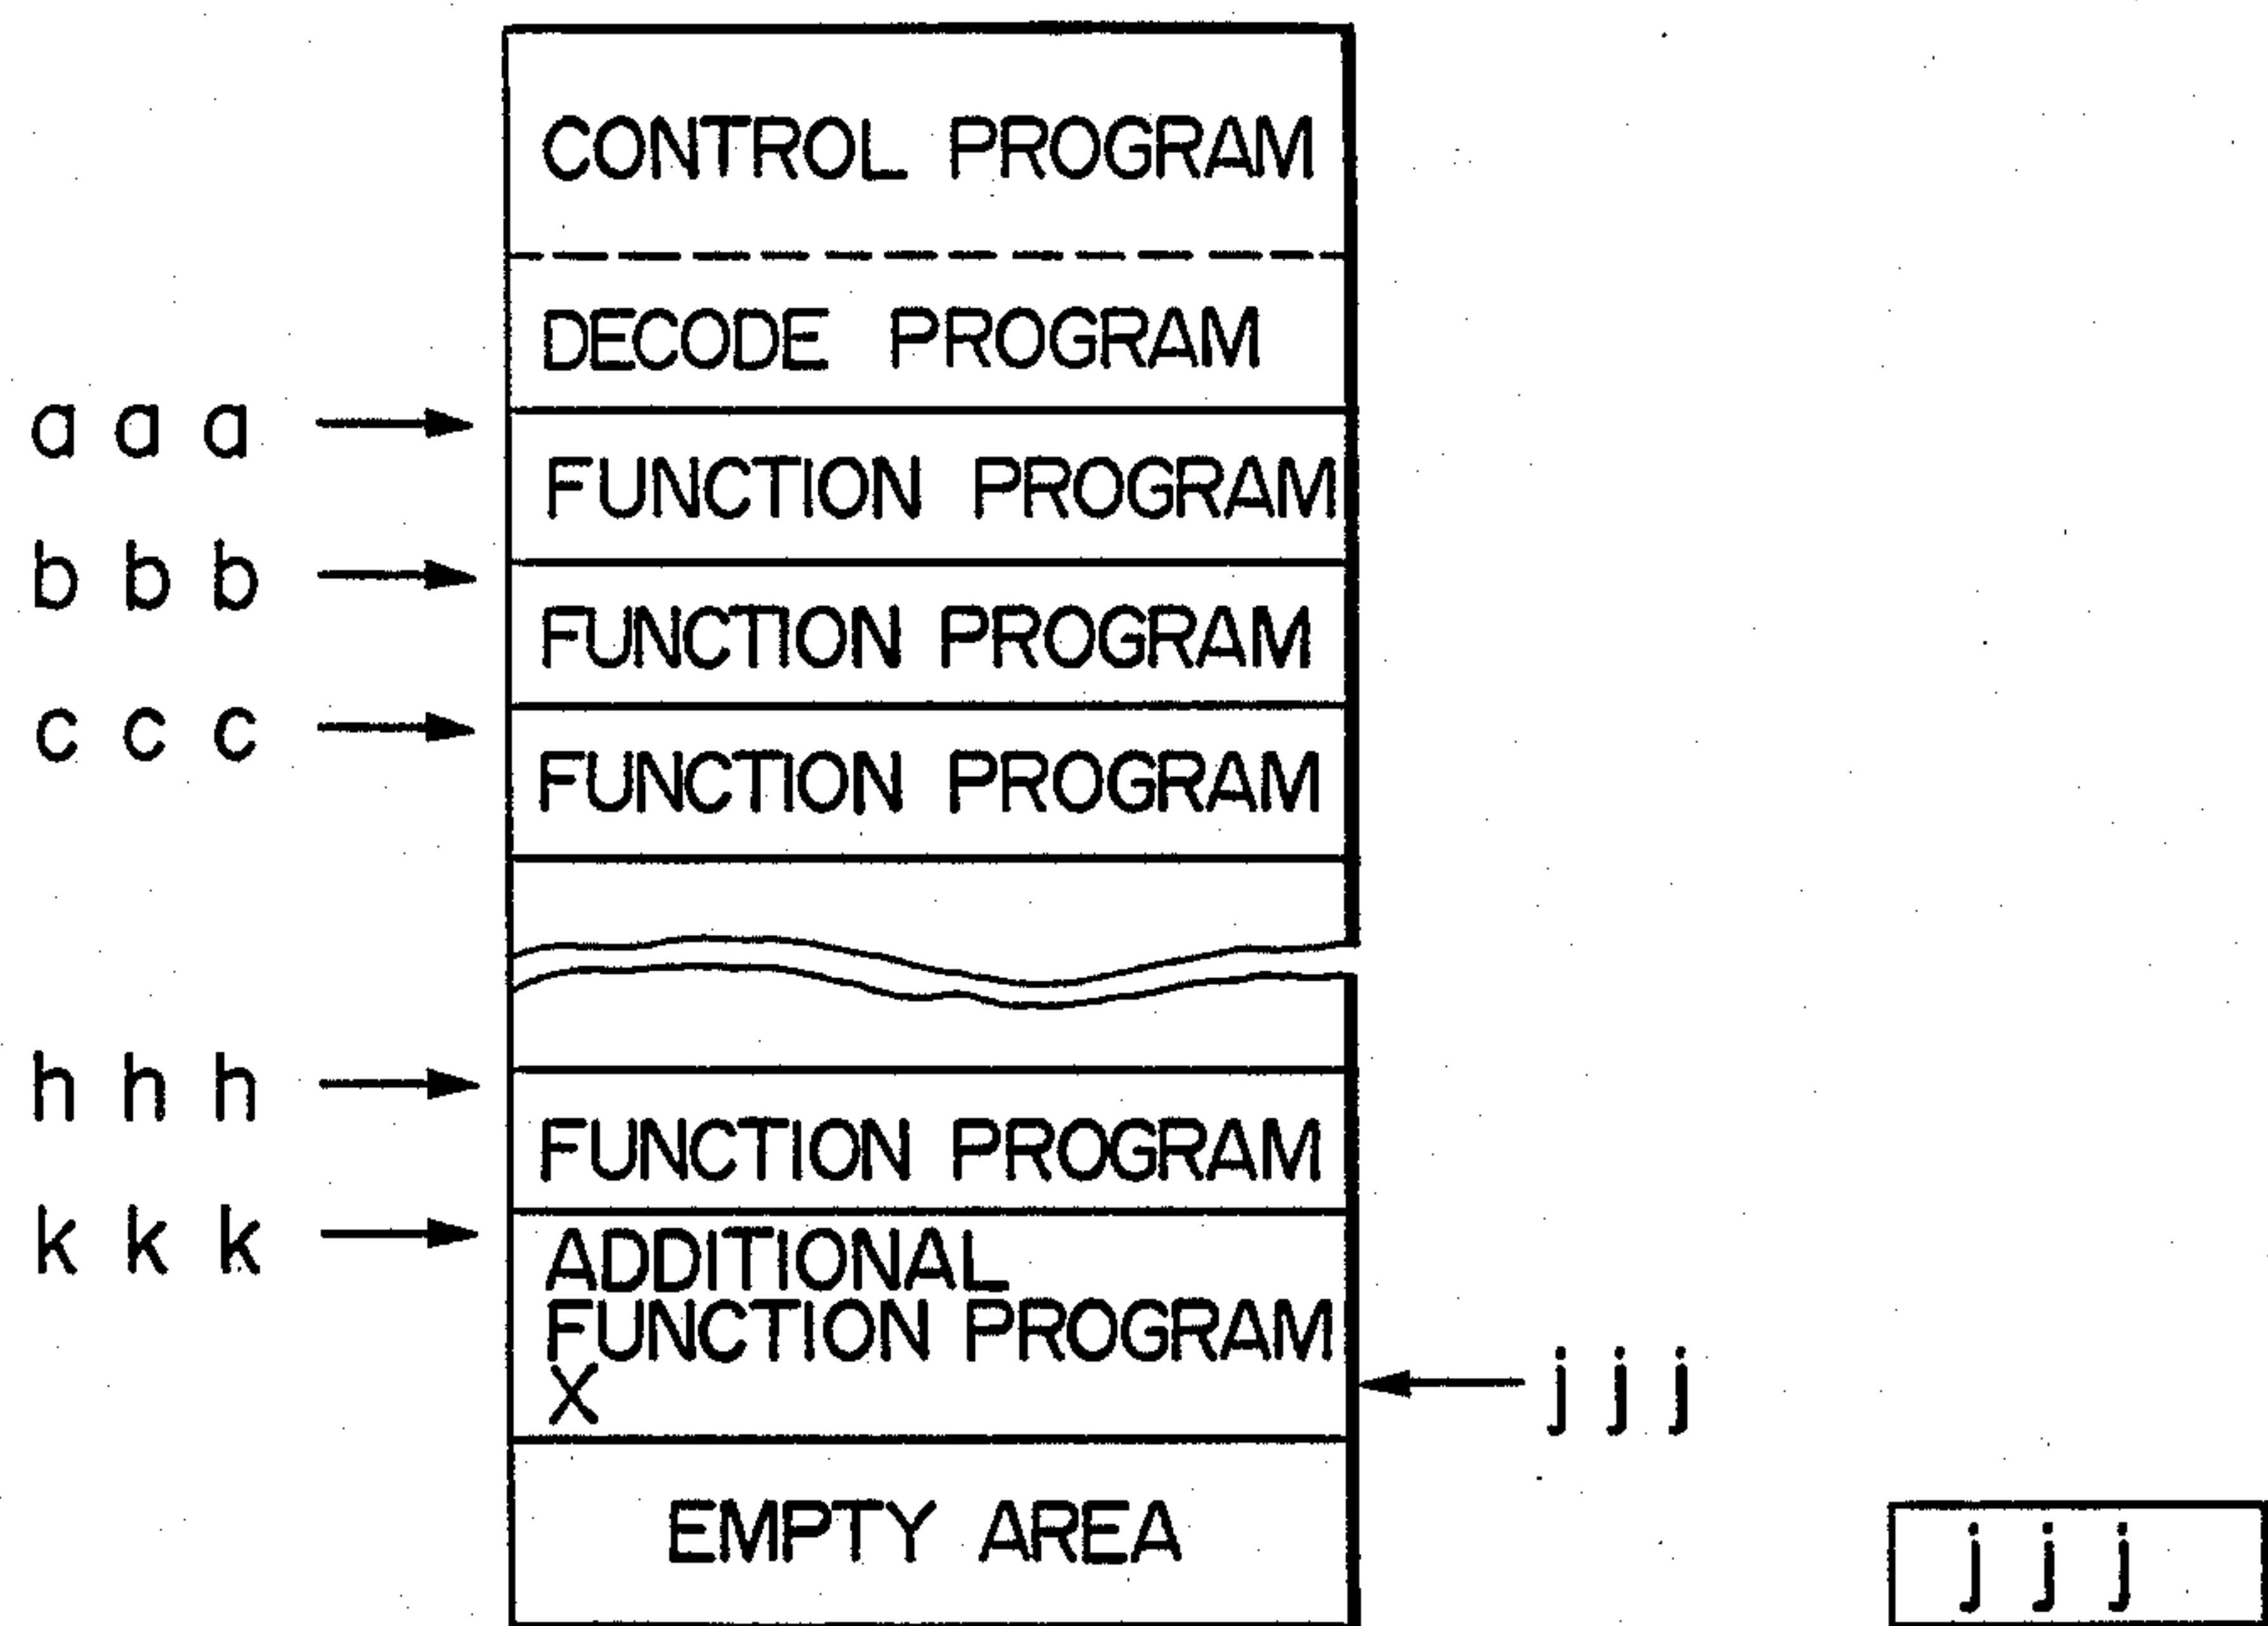 CONTROL PROGRAM
DECODE PROGRAM
a a a
FUNCTION PROGRAM
b b b
FUNCTION PROGRAM
c c c
FUNCTION PROGRAM
h h h
FUNCTION PROGRAM
k k k
ADDITIONAL
FUNCTION PROGRAM
X
j j j
EMPTY AREA
j j j